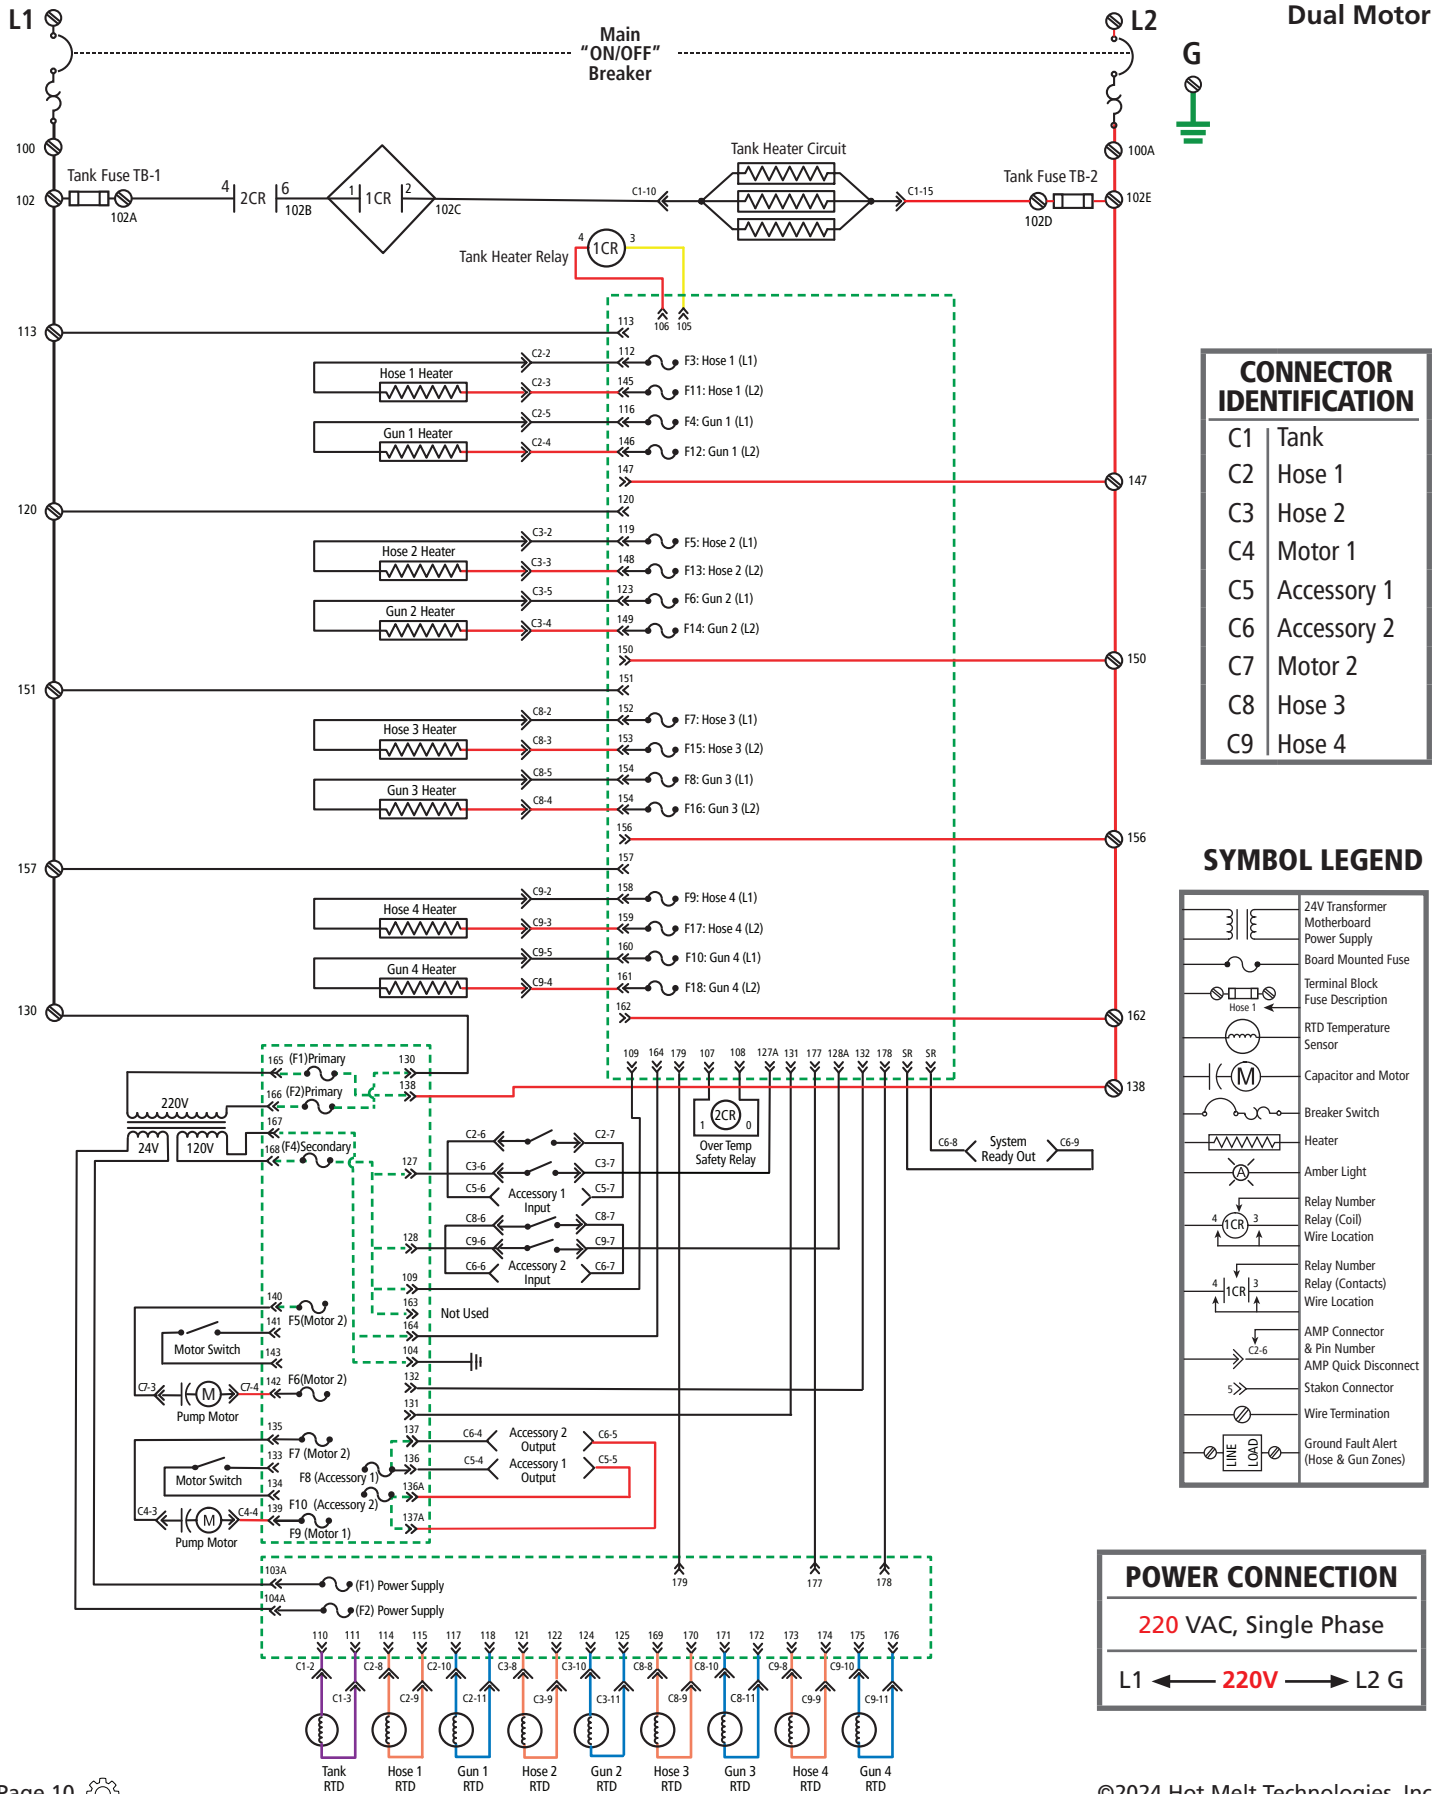 L1
L2
Dual Motor
Main
“ON/OFF”
Breaker
G
100
100A
Tank Fuse TB-1
Tank Heater Circuit
Tank Fuse TB-2
102
102A
4
2CR
6
102B
1
1CR
2
102C
C1-10
C1-15
102D
102E
Tank Heater Relay
4
1CR
3
106
105
113
113
C2-2
112
F3: Hose 1 (L1)
Hose 1 Heater
C2-3
145
F11: Hose 1 (L2)
C2-5
116
F4: Gun 1 (L1)
Gun 1 Heater
C2-4
146
F12: Gun 1 (L2)
147
147
120
120
C3-2
119
F5: Hose 2 (L1)
Hose 2 Heater
C3-3
148
F13: Hose 2 (L2)
C3-5
123
F6: Gun 2 (L1)
Gun 2 Heater
C3-4
149
F14: Gun 2 (L2)
150
150
151
151
C8-2
152
F7: Hose 3 (L1)
Hose 3 Heater
C8-3
153
F15: Hose 3 (L2)
C8-5
154
F8: Gun 3 (L1)
Gun 3 Heater
C8-4
154
F16: Gun 3 (L2)
156
156
157
157
C9-2
158
F9: Hose 4 (L1)
Hose 4 Heater
C9-3
159
F17: Hose 4 (L2)
C9-5
160
F10: Gun 4 (L1)
Gun 4 Heater
C9-4
161
F18: Gun 4 (L2)
162
162
130
CONNECTOR
IDENTIFICATION
C1 Tank
C2 Hose 1
C3 Hose 2
C4 Motor 1
C5 Accessory 1
C6 Accessory 2
C7 Motor 2
C8 Hose 3
C9 Hose 4
109 164 179 107 108 127A 131 177 128A 132 178 SR SR
138
165
(F1)Primary
130
138
166
(F2)Primary
220V
167
24V
120V
168
(F4)Secondary
127
2CR
1
0
Over Temp
Safety Relay
C6-8
System
Ready Out
C6-9
C2-6
C2-7
C3-6
C3-7
C5-6
Accessory 1
Input
C5-7
C8-6
C8-7
128
C9-6
C9-7
C6-6
Accessory 2
Input
C6-7
109
163
Not Used
164
104
132
131
137
136
136A
137A
140
F5(Motor 2)
141
Motor Switch
143
C7-3
M
C7-4
142
F6(Motor 2)
Pump Motor
135
F7 (Motor 2)
133
Motor Switch
134
F8 (Accessory 1)
F10 (Accessory 2)
C4-3
M
C4-4
139
F9 (Motor 1)
Pump Motor
C6-4
Accessory 2
Output
C6-5
C5-4
Accessory 1
Output
C5-5
103A
(F1) Power Supply
104A
(F2) Power Supply
179
177
178
110 111 114 115 117 118 121 122 124 125 169 170 171 172 173 174 175 176
C1-2
C2-8
C2-10
C3-8
C3-10
C8-8
C8-10
C9-8
C9-10
C1-3
C2-9
C2-11
C3-9
C3-11
C8-9
C8-11
C9-9
C9-11
Tank
RTD
Hose 1
RTD
Gun 1
RTD
Hose 2
RTD
Gun 2
RTD
Hose 3
RTD
Gun 3
RTD
Hose 4
RTD
Gun 4
RTD
SYMBOL LEGEND
24V Transformer
Motherboard
Power Supply
Board Mounted Fuse
Terminal Block
Fuse Description
Hose 1
RTD Temperature
Sensor
M
Capacitor and Motor
Breaker Switch
Heater
A
Amber Light
Relay Number
4
1CR
3
Relay (Coil)
Wire Location
Relay Number
4
1CR
3
Relay (Contacts)
Wire Location
AMP Connector
C2-6
& Pin Number
AMP Quick Disconnect
5
Stakon Connector
Wire Termination
LINE
LOAD
Ground Fault Alert
(Hose & Gun Zones)
POWER CONNECTION
220 VAC, Single Phase
L1 220V L2 G
Page 10
©2024 Hot Melt Technologies, Inc